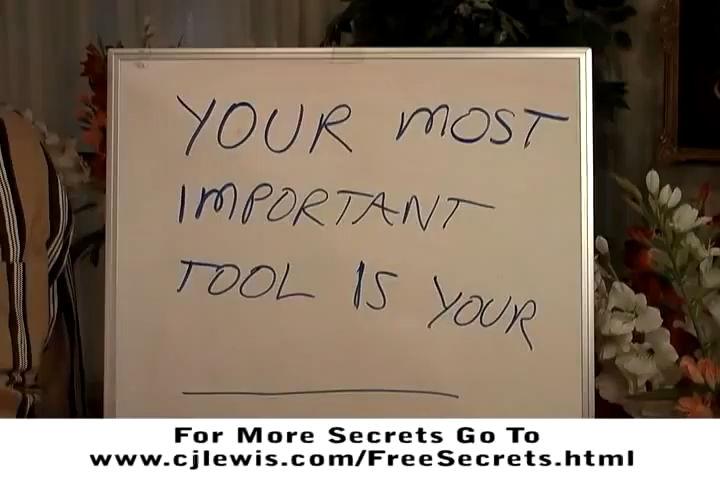 YOUR MOST
IMPORTANT
TOOL IS YOUR
For More Secrets Go To
www.cjlewis.com/FreeSecrets.html